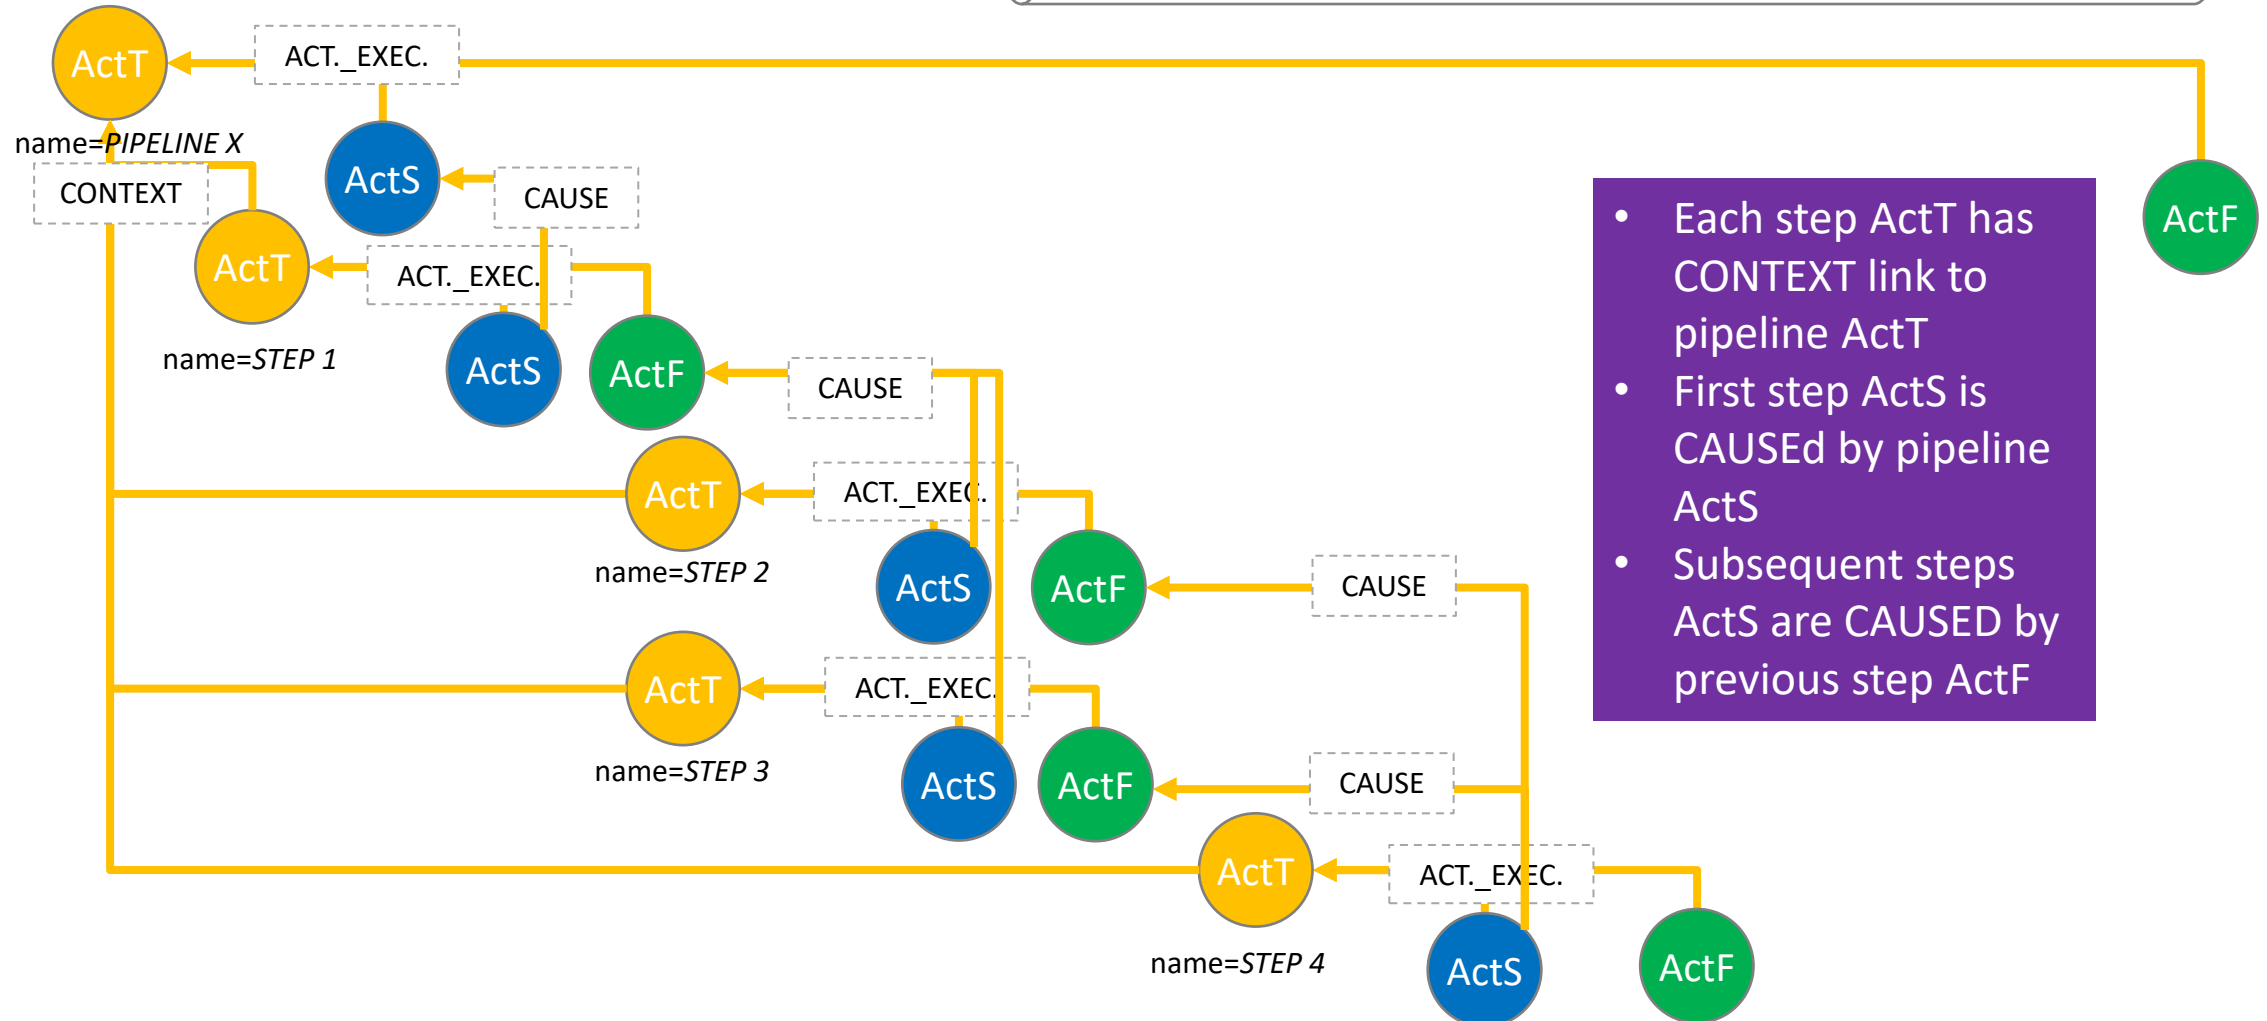 ActT
ACT._EXEC.
name=PIPELINE X
ActS
CONTEXT
CAUSE
ActF
ActT
ACT._EXEC.
name=STEP 1
ActS
ActF
CAUSE
ActT
ACT._EXEC.
name=STEP 2
ActS
ActF
CAUSE
ActT
ACT._EXEC.
name=STEP 3
ActS
ActF
CAUSE
ActT
ACT._EXEC.
name=STEP 4
ActS
ActF
• Each step ActT has
CONTEXT link to
pipeline ActT
• First step ActS is
CAUSEd by pipeline
ActS
• Subsequent steps
ActS are CAUSED by
previous step ActF